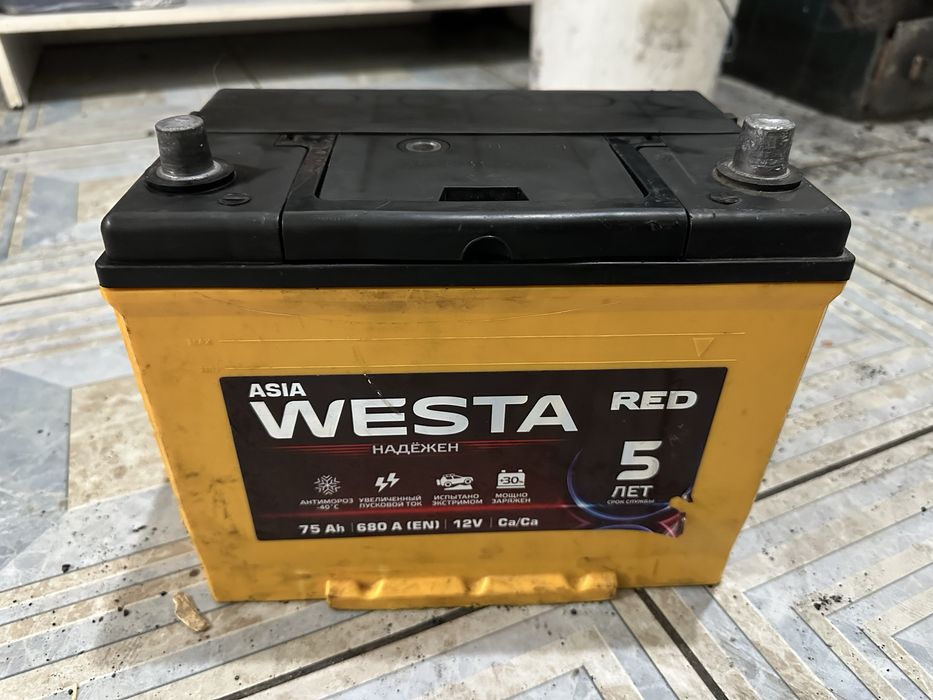 MAX
ASIA
WESTA
RED
НАДЁЖЕН
5
ЛЕТ
СРОК СЛУЖБЫ
АНТИМОРОЗ
-40°C
УВЕЛИЧЕННЫЙ
ПУСКОВОЙ ТОК
ИСПЫТАНО
ЭКСТРИМОМ
-30+
МОЩНО
ЗАРЯЖЕН
75 Ah | 680 A (EN) | 12V | Ca/Ca